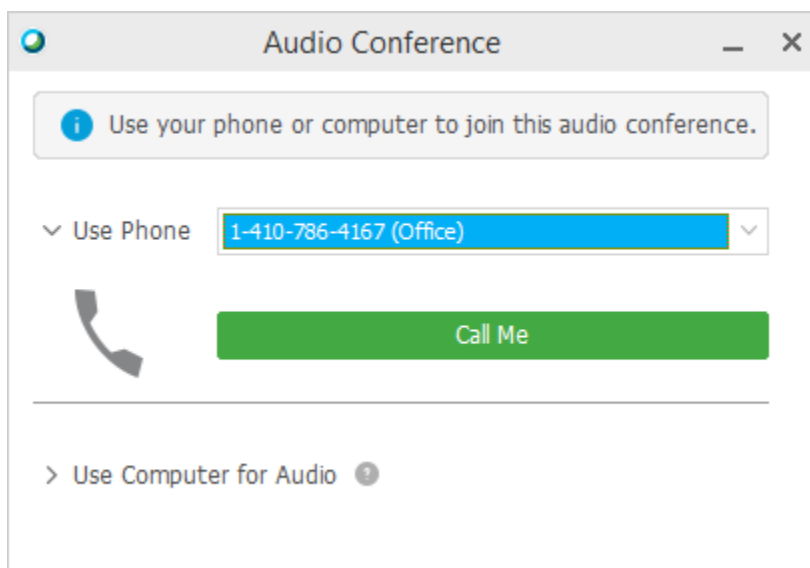 Audio Conference
Use your phone or computer to join this audio conference.
Use Phone
1-410-786-4167 (Office)
Call Me
Use Computer for Audio